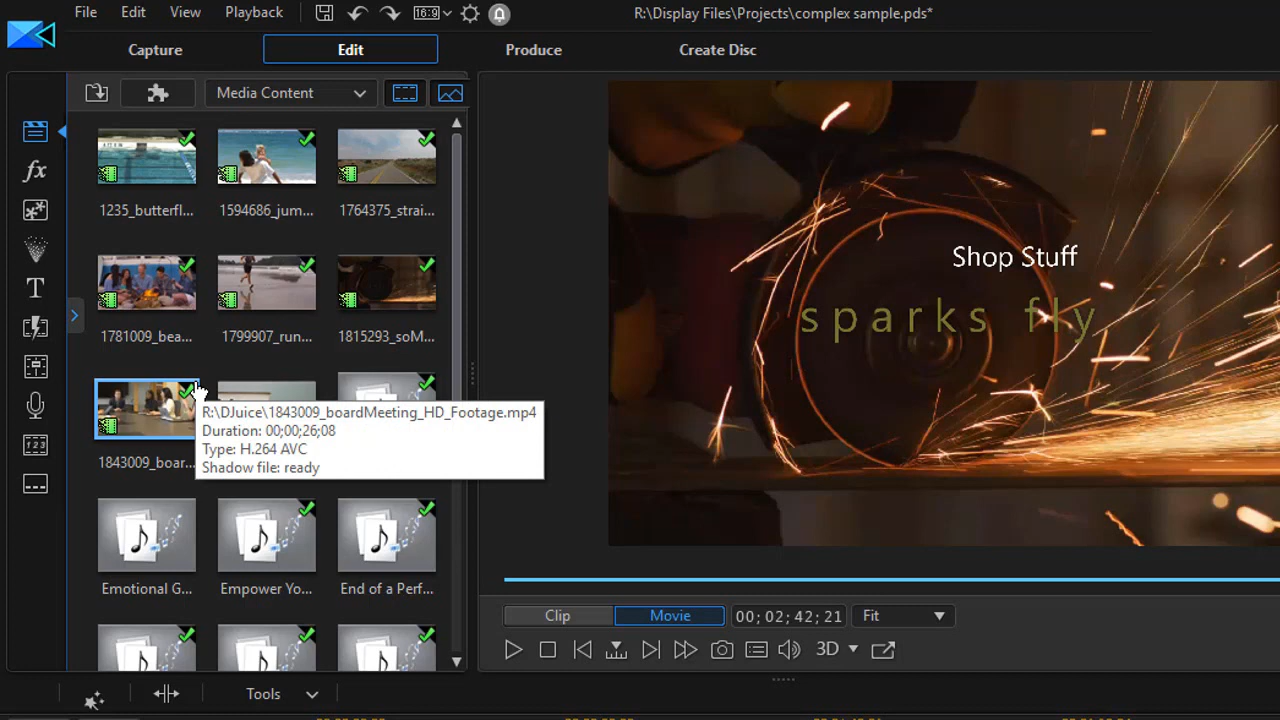 File Edit View Playback 16:9 R:\Display Files\Projects\complex sample.pds*
Capture Edit Produce Create Disc
Media Content
1235_butterfl... 1594686_jum... 1764375_strai...
1781009_bea... 1799907_run... 1815293_soM...
1843009_boar...
R:\DJuice\1843009_boardMeeting_HD_Footage.mp4
Duration: 00;00;26;08
Type: H.264 AVC
Shadow file: ready
Emotional G... Empower Yo... End of a Perf...
Shop Stuff
sparks fly
Clip Movie 00; 02; 42; 21 Fit
3D
Tools